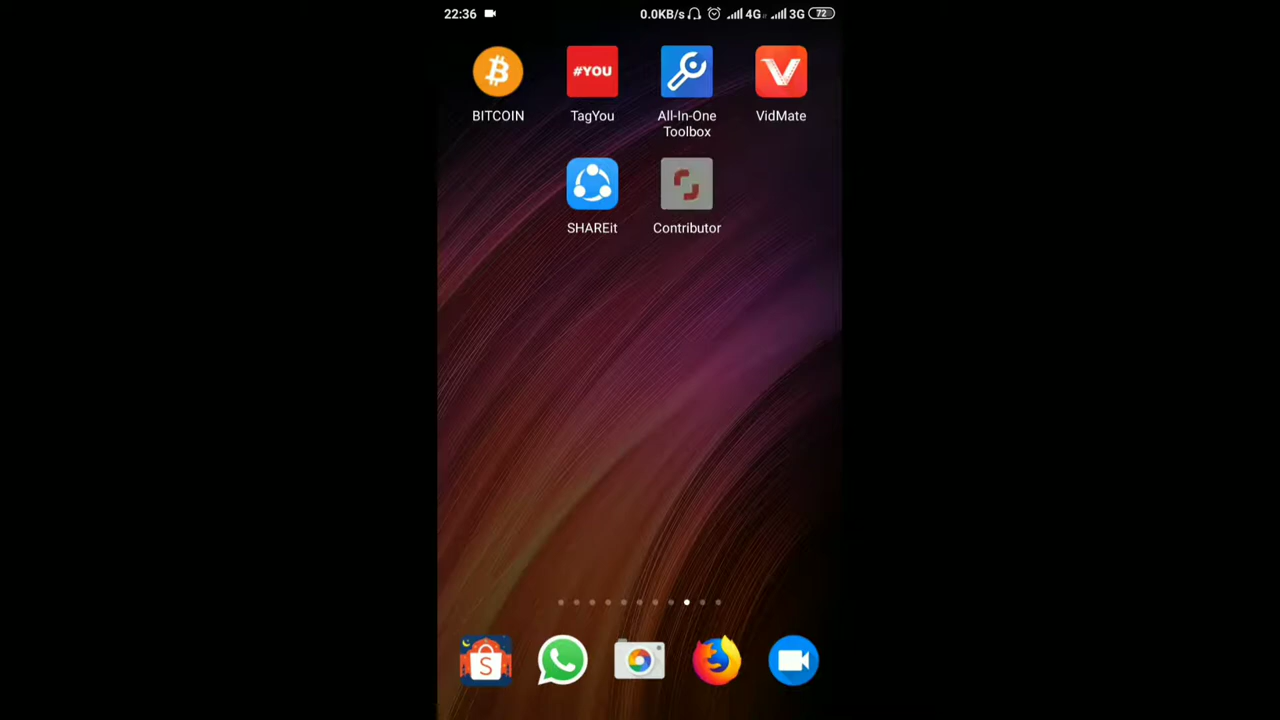 22:36 0.0KB/s 4G 3G 72
BITCOIN
#YOU
TagYou
All-In-One
Toolbox
VidMate
SHAREit
Contributor
S